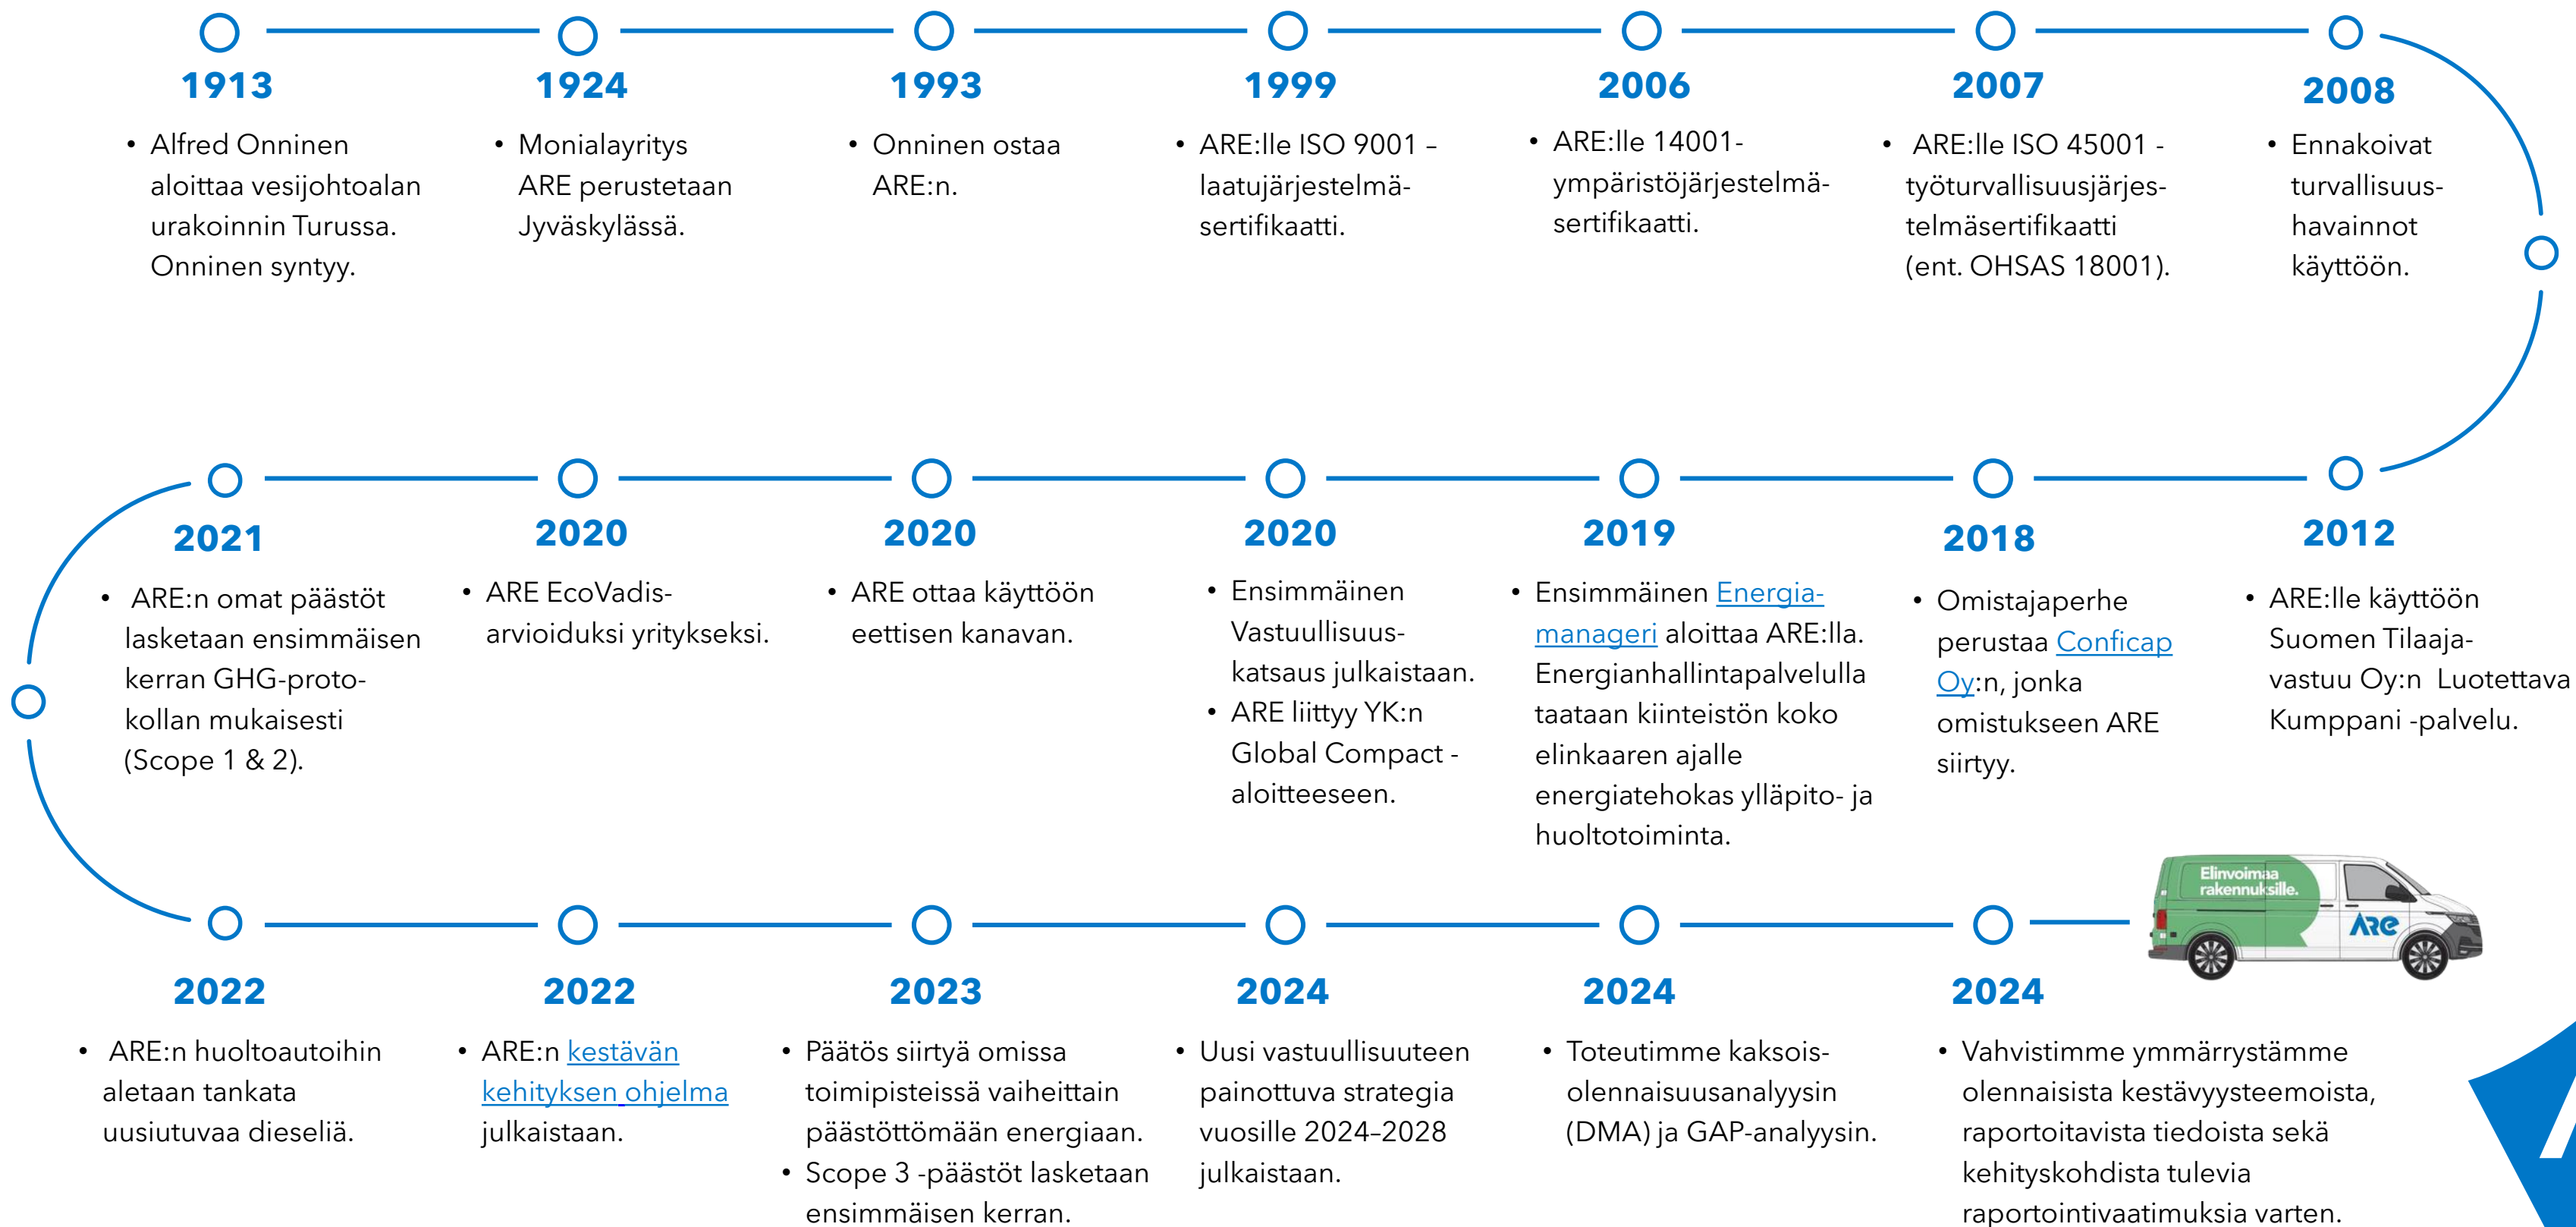 1913
• Alfred Onninen
aloittaa vesijohtoalan
urakoinnin Turussa.
Onninen syntyy.
1924
• Monialayritys
ARE perustetaan
Jyväskylässä.
1993
• Onninen ostaa
ARE:n.
1999
• ARE:lle ISO 9001 –
laatujärjestelmä-
sertifikaatti.
2006
• ARE:lle 14001-
ympäristöjärjestelmä-
sertifikaatti.
2007
• ARE:lle ISO 45001 -
työturvallisuusjärjes-
telmäsertifikaatti
(ent. OHSAS 18001).
2008
• Ennakoivat
turvallisuus-
havainnot
käyttöön.
2012
• ARE:lle käyttöön
Suomen Tilaaja-
vastuu Oy:n Luotettava
Kumppani -palvelu.
2018
• Omistajaperhe
perustaa Conficap
Oy:n, jonka
omistukseen ARE
siirtyy.
2019
• Ensimmäinen Energia-
manageri aloittaa ARE:lla.
Energianhallintapalvelulla
taataan kiinteistön koko
elinkaaren ajalle
energiatehokas ylläpito- ja
huoltotoiminta.
2020
• Ensimmäinen
Vastuullisuus-
katsaus julkaistaan.
• ARE liittyy YK:n
Global Compact -
aloitteeseen.
2020
• ARE ottaa käyttöön
eettisen kanavan.
2020
• ARE EcoVadis-
arvioiduksi yritykseksi.
2021
• ARE:n omat päästöt
lasketaan ensimmäisen
kerran GHG-proto-
kollan mukaisesti
(Scope 1 & 2).
2022
• ARE:n huoltoautoihin
aletaan tankata
uusiutuvaa dieseliä.
2022
• ARE:n kestävän
kehityksen ohjelma
julkaistaan.
2023
• Päätös siirtyä omissa
toimipisteissä vaiheittain
päästöttömään energiaan.
• Scope 3 -päästöt lasketaan
ensimmäisen kerran.
2024
• Uusi vastuullisuuteen
painottuva strategia
vuosille 2024–2028
julkaistaan.
2024
• Toteutimme kaksois-
olennaisuusanalyysin
(DMA) ja GAP-analyysin.
2024
• Vahvistimme ymmärrystämme
olennaisista kestävyysteemoista,
raportoitavista tiedoista sekä
kehityskohdista tulevia
raportointivaatimuksia varten.
Elinvoimaa
rakennuksille.
Are